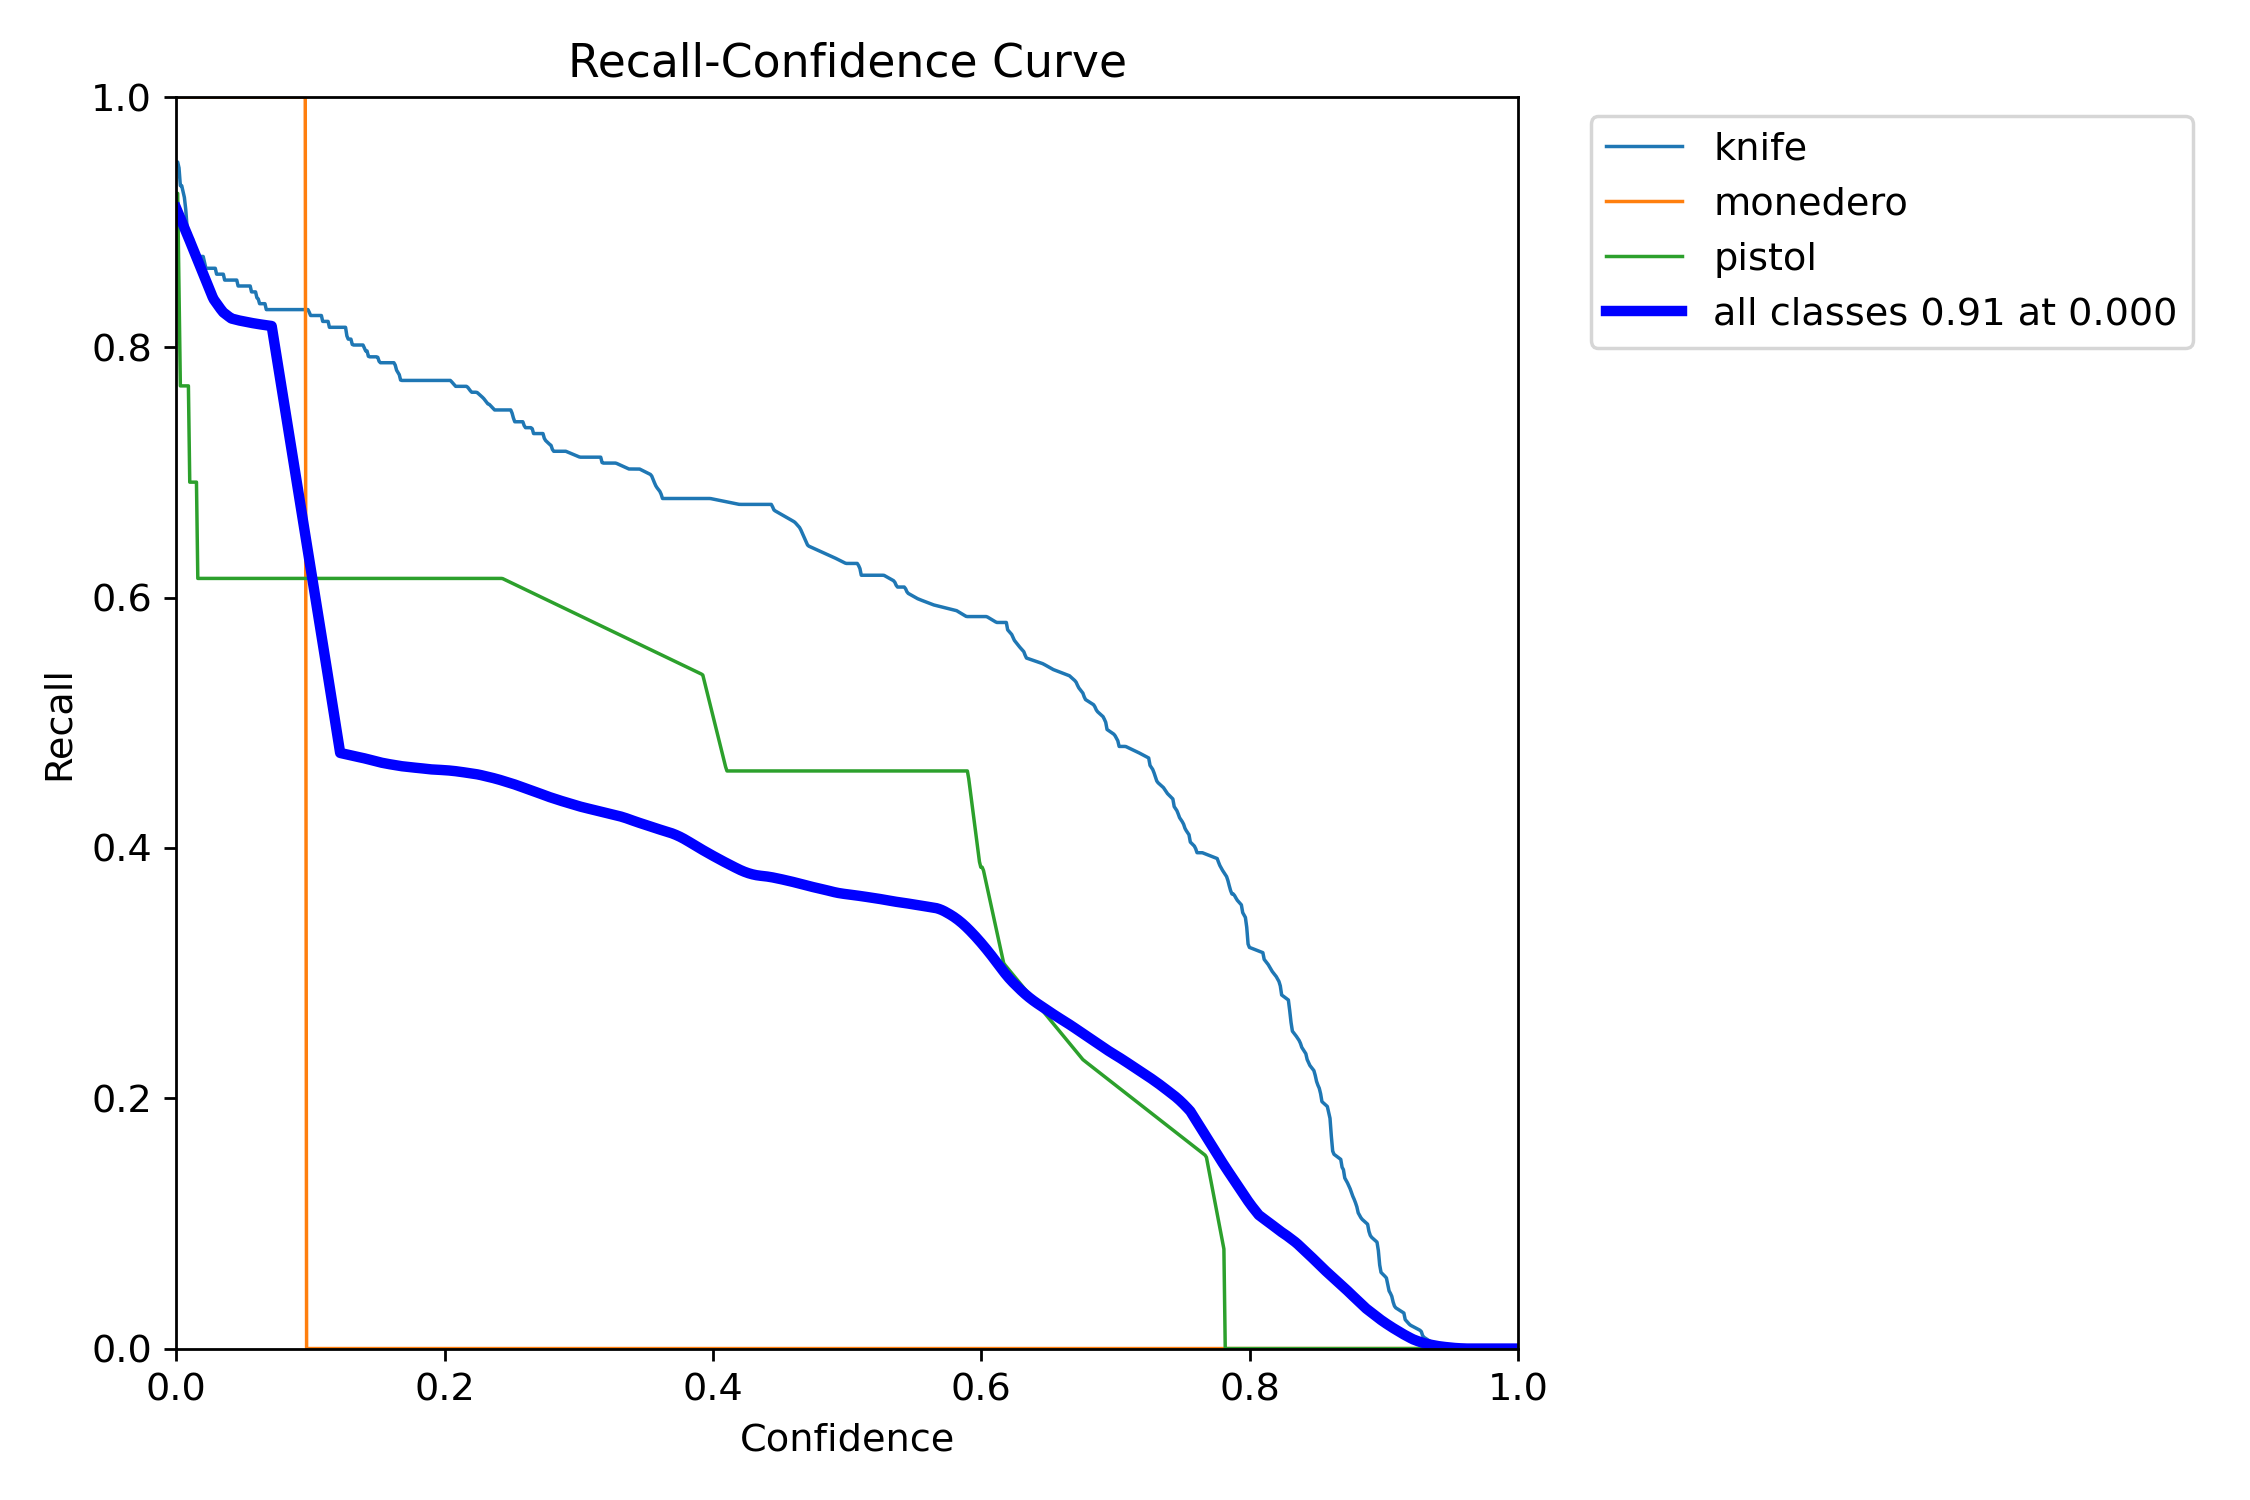 Recall-Confidence Curve
1.0
0.8
0.6
0.4
0.2
0.0
Recall
0.0 0.2 0.4 0.6 0.8 1.0
Confidence
knife
monedero
pistol
all classes 0.91 at 0.000